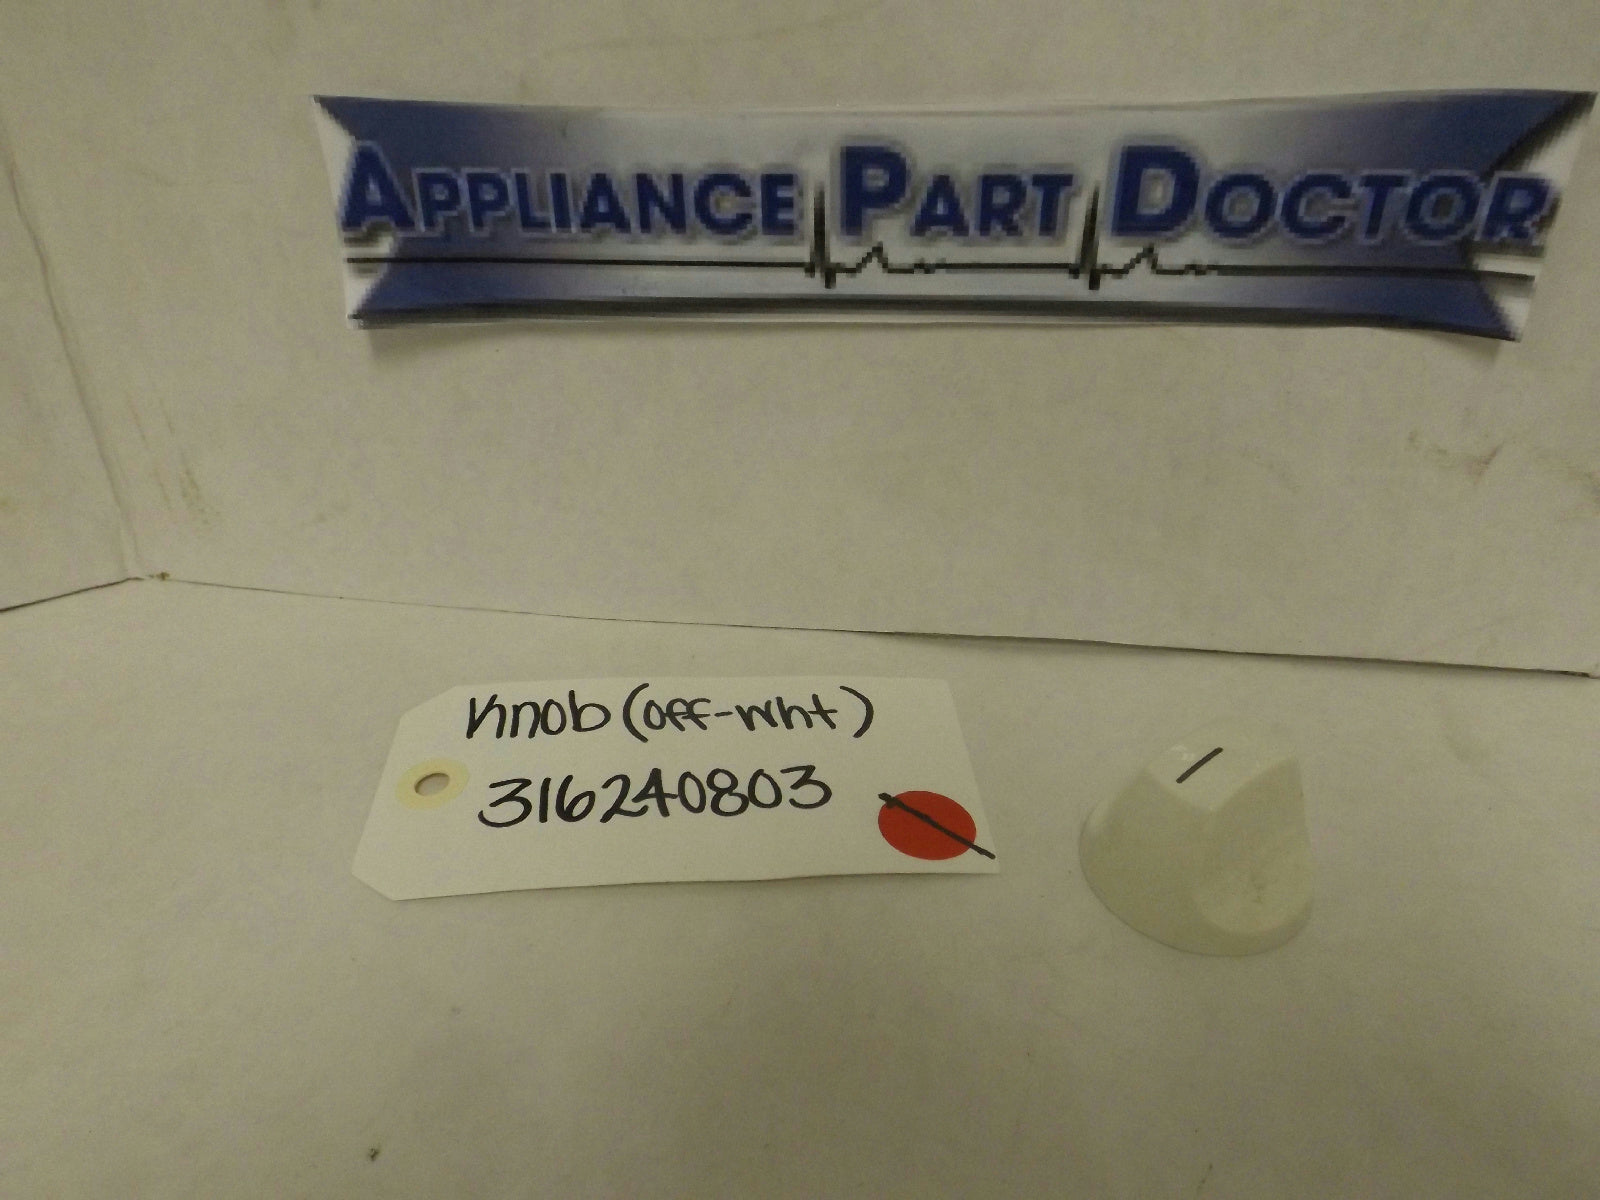 APPLIANCE PART DOCTOR
Knob (off-wht)
316240803